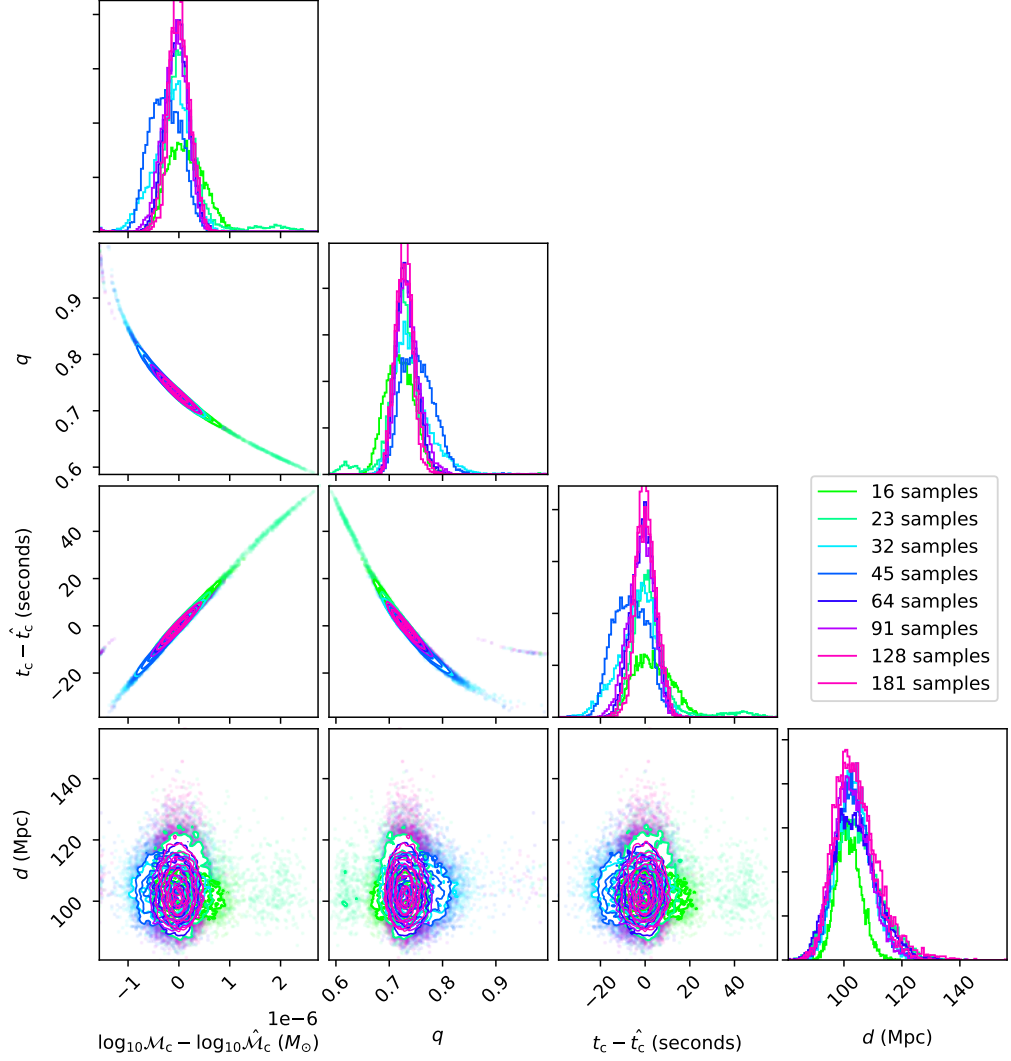 q
0.9
0.8
0.7
0.6
t_c − t̂_c (seconds)
40
20
0
−20
16 samples
23 samples
32 samples
45 samples
64 samples
91 samples
128 samples
181 samples
d (Mpc)
140
120
100
−1 0 1 2
1e−6
log₁₀ℳ_c − log₁₀ℳ̂_c (M_⊙)
0.6 0.7 0.8 0.9
q
−20 0 20 40
t_c − t̂_c (seconds)
100 120 140
d (Mpc)